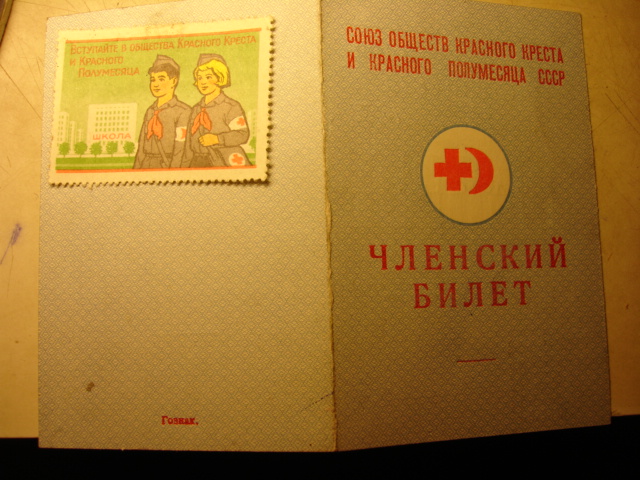 Вступайте в общества Красного Креста
и Красного
Полумесяца
ШКОЛА
Гознак.
СОЮЗ ОБЩЕСТВ КРАСНОГО КРЕСТА
И КРАСНОГО ПОЛУМЕСЯЦА СССР
ЧЛЕНСКИЙ
БИЛЕТ